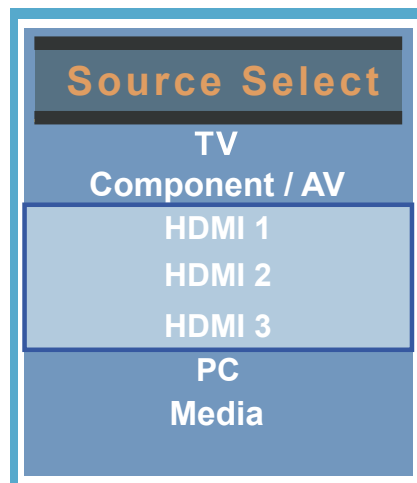 Source Select
TV
Component / AV
HDMI 1
HDMI 2
HDMI 3
PC
Media